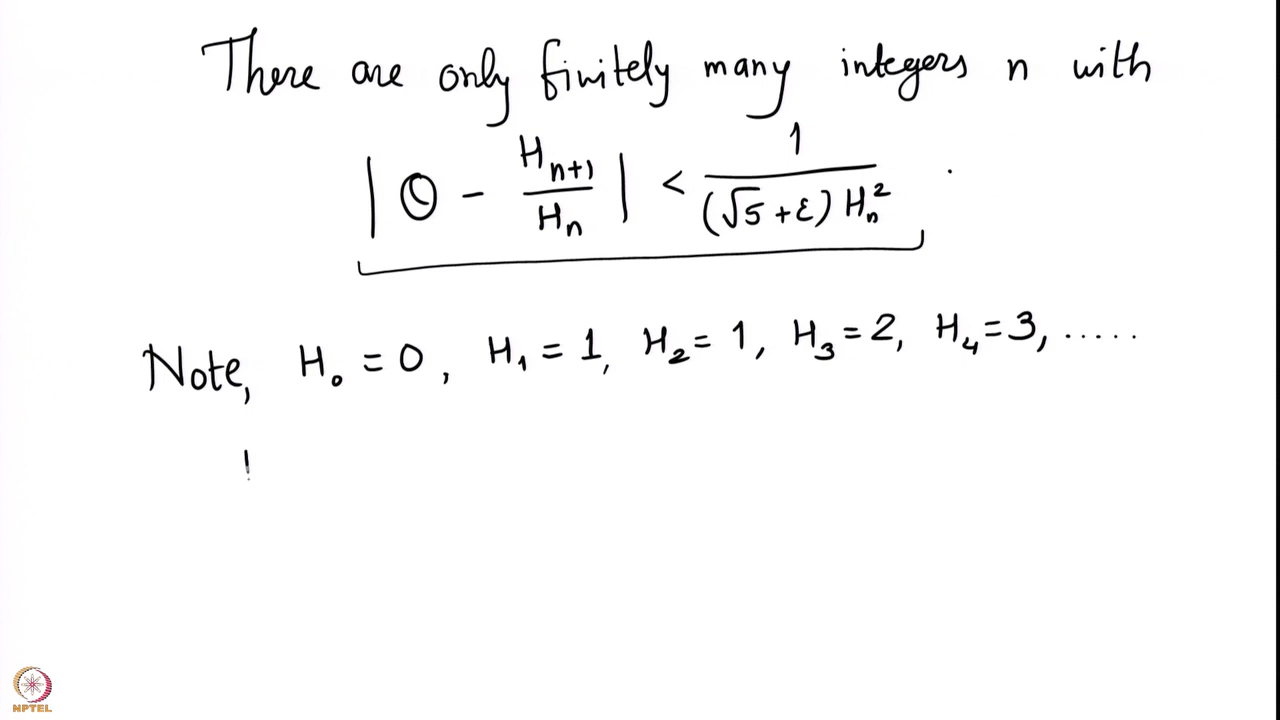 There are only finitely many integers n with
| Θ - H_{n+1}/H_n | < 1/((√5 + ε) H_n^2) .
Note, H_0 = 0, H_1 = 1, H_2 = 1, H_3 = 2, H_4 = 3, .....
NPTEL